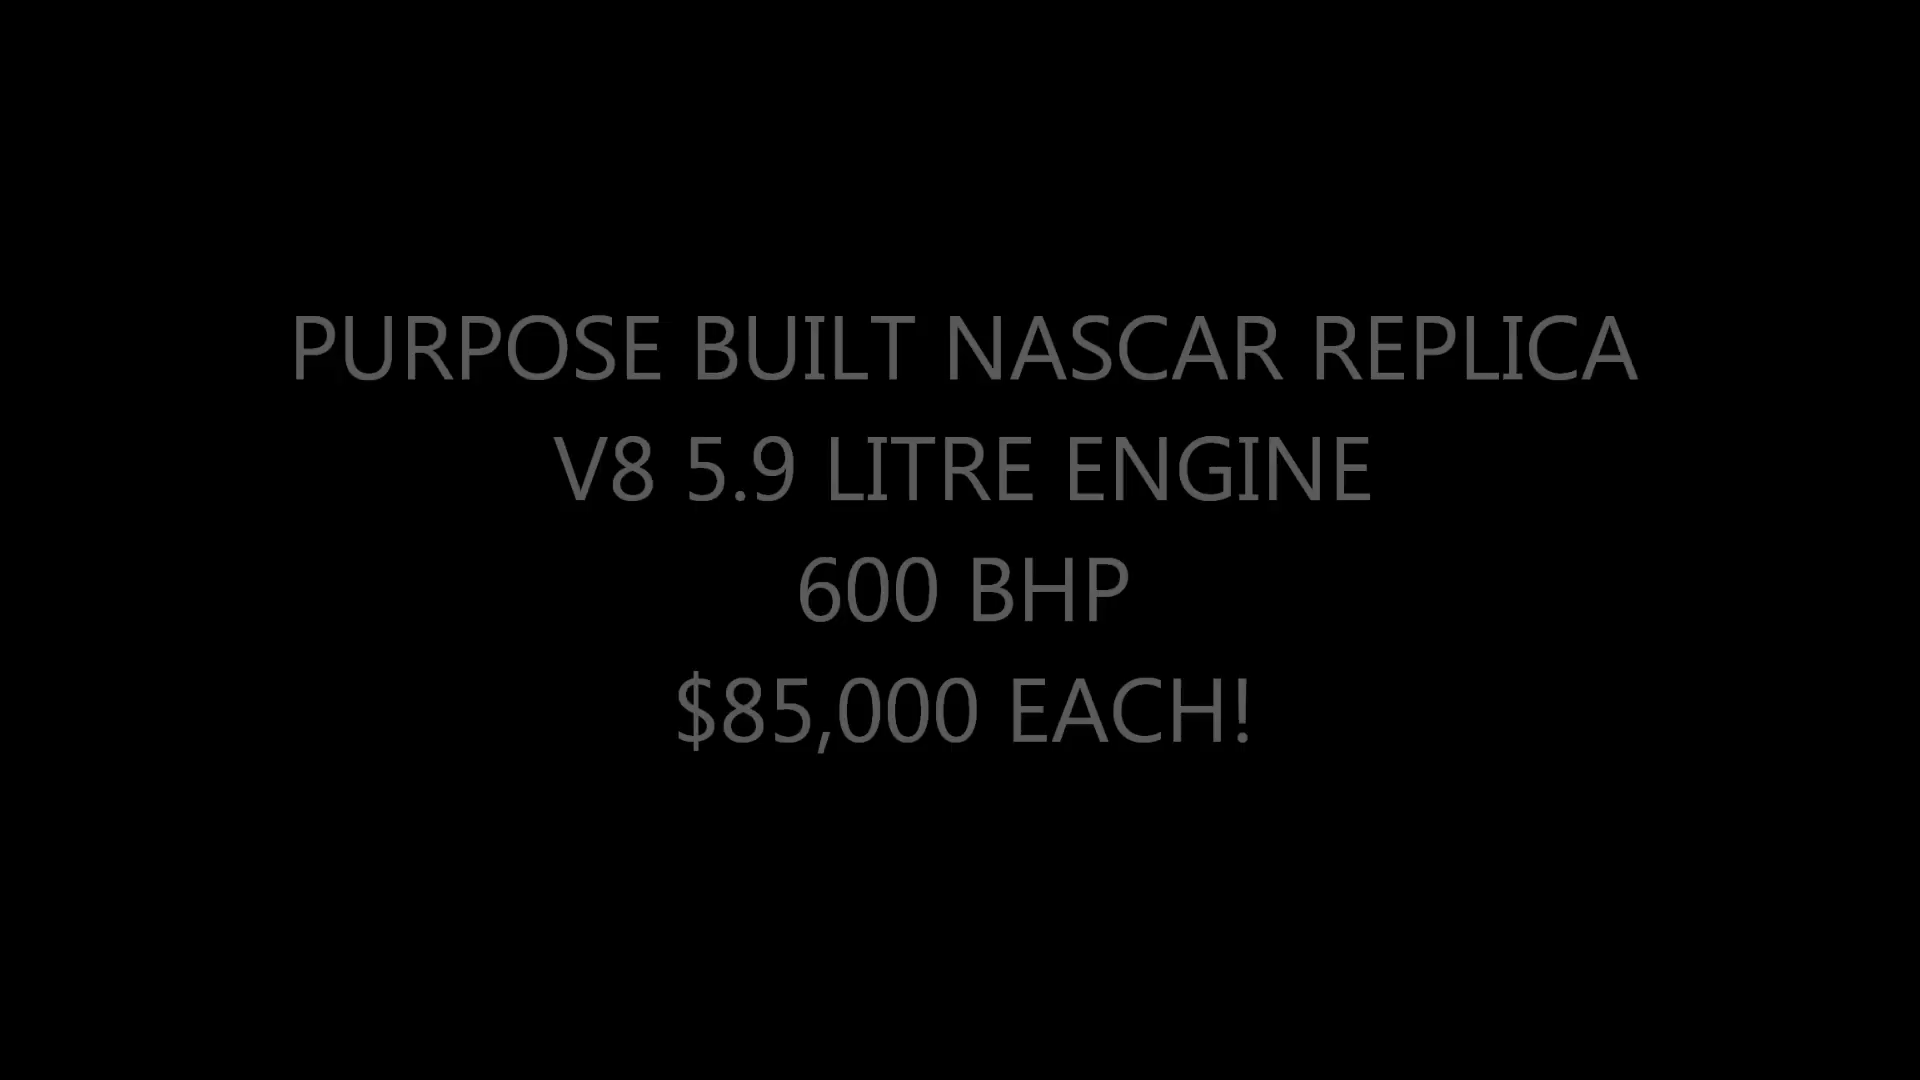 PURPOSE BUILT NASCAR REPLICA
V8 5.9 LITRE ENGINE
600 BHP
$85,000 EACH!